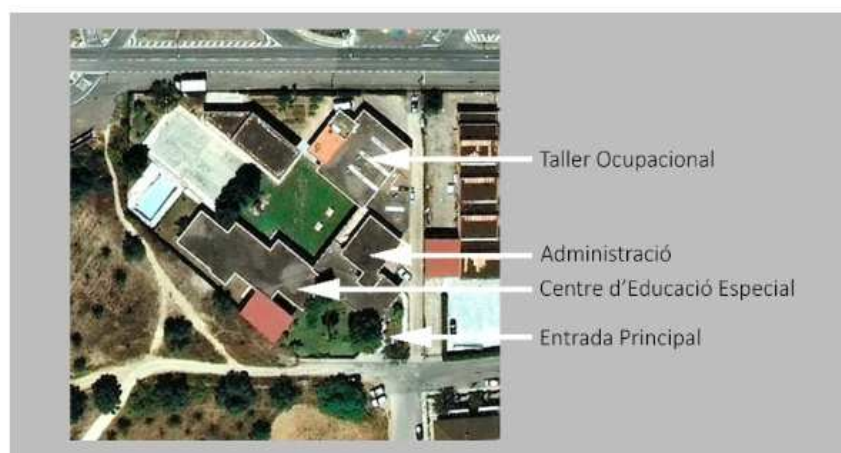 Taller Ocupacional
Administració
Centre d'Educació Especial
Entrada Principal